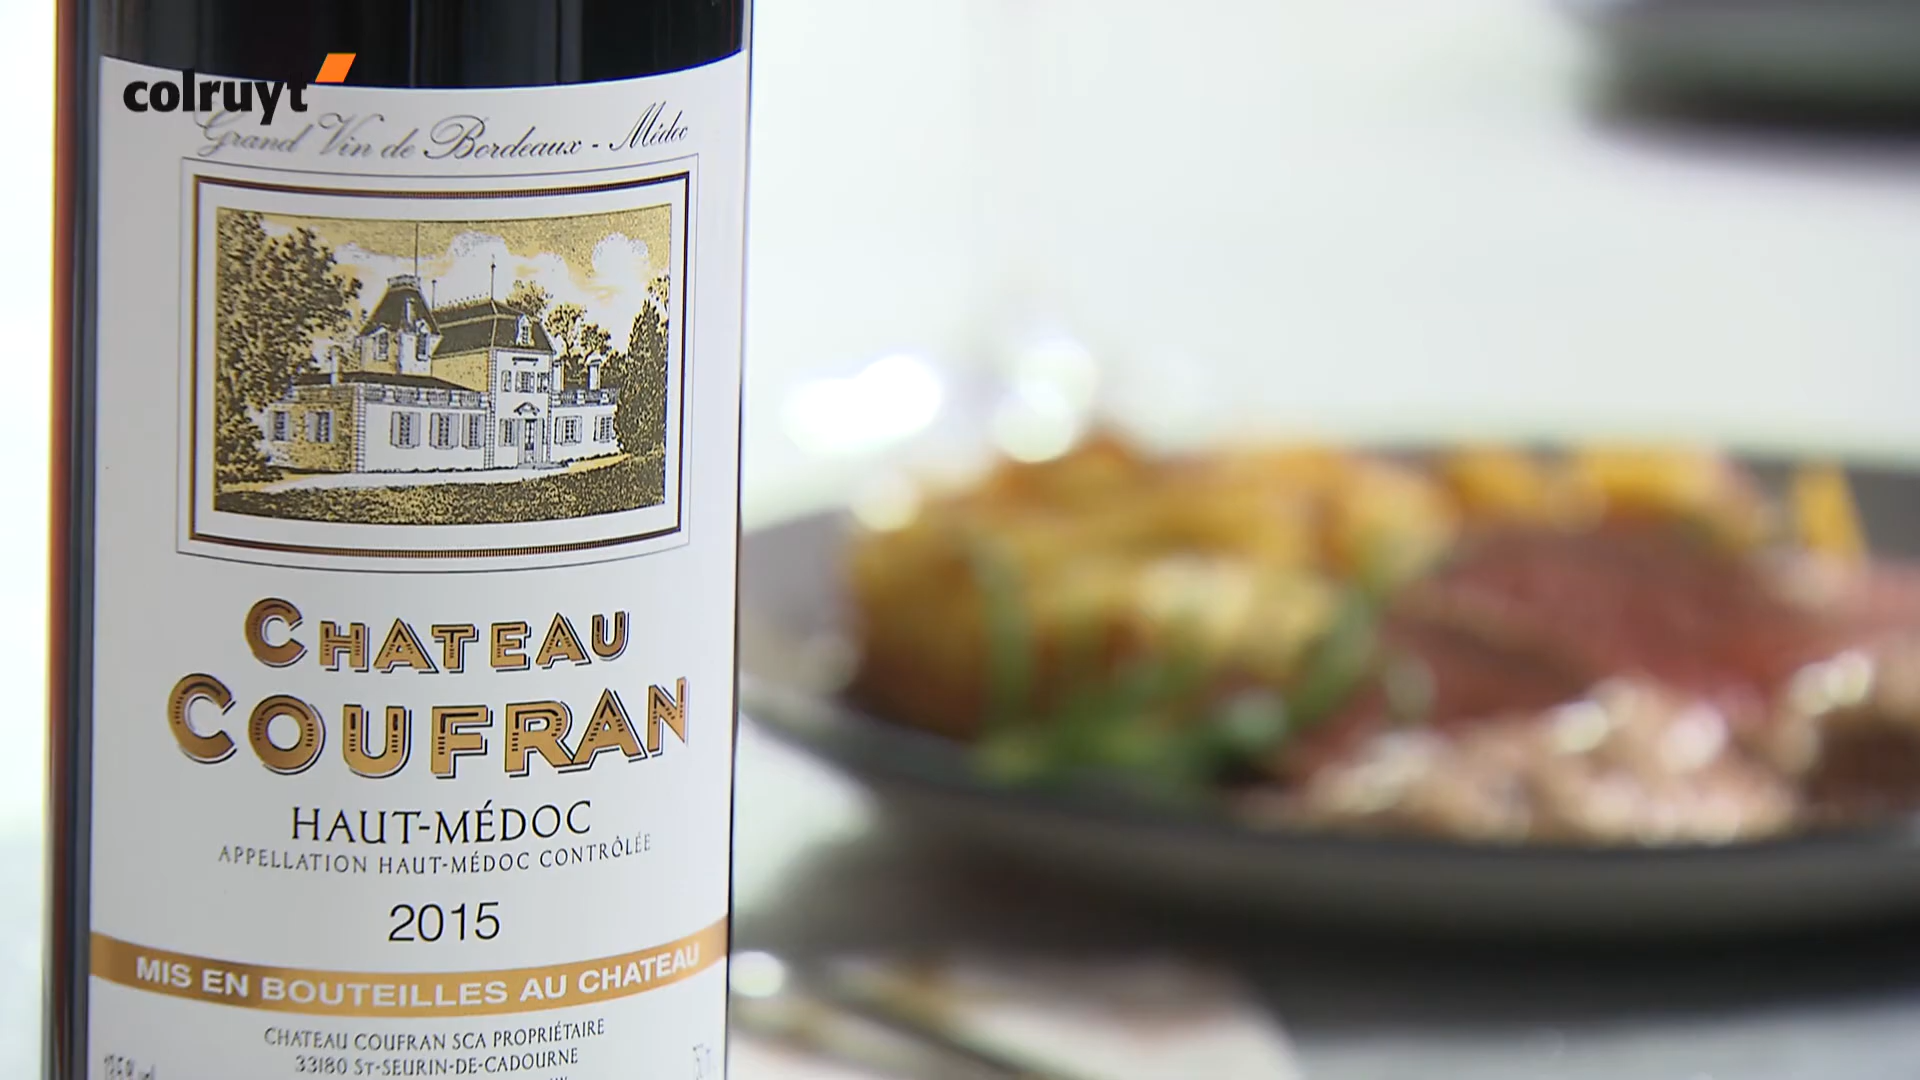 colruyt
Grand Vin de Bordeaux - Médoc
CHATEAU
COUFRAN
HAUT-MÉDOC
APPELLATION HAUT-MÉDOC CONTRÔLÉE
2015
MIS EN BOUTEILLES AU CHATEAU
CHATEAU COUFRAN SCA PROPRIÉTAIRE
33180 ST-SEURIN-DE-CADOURNE